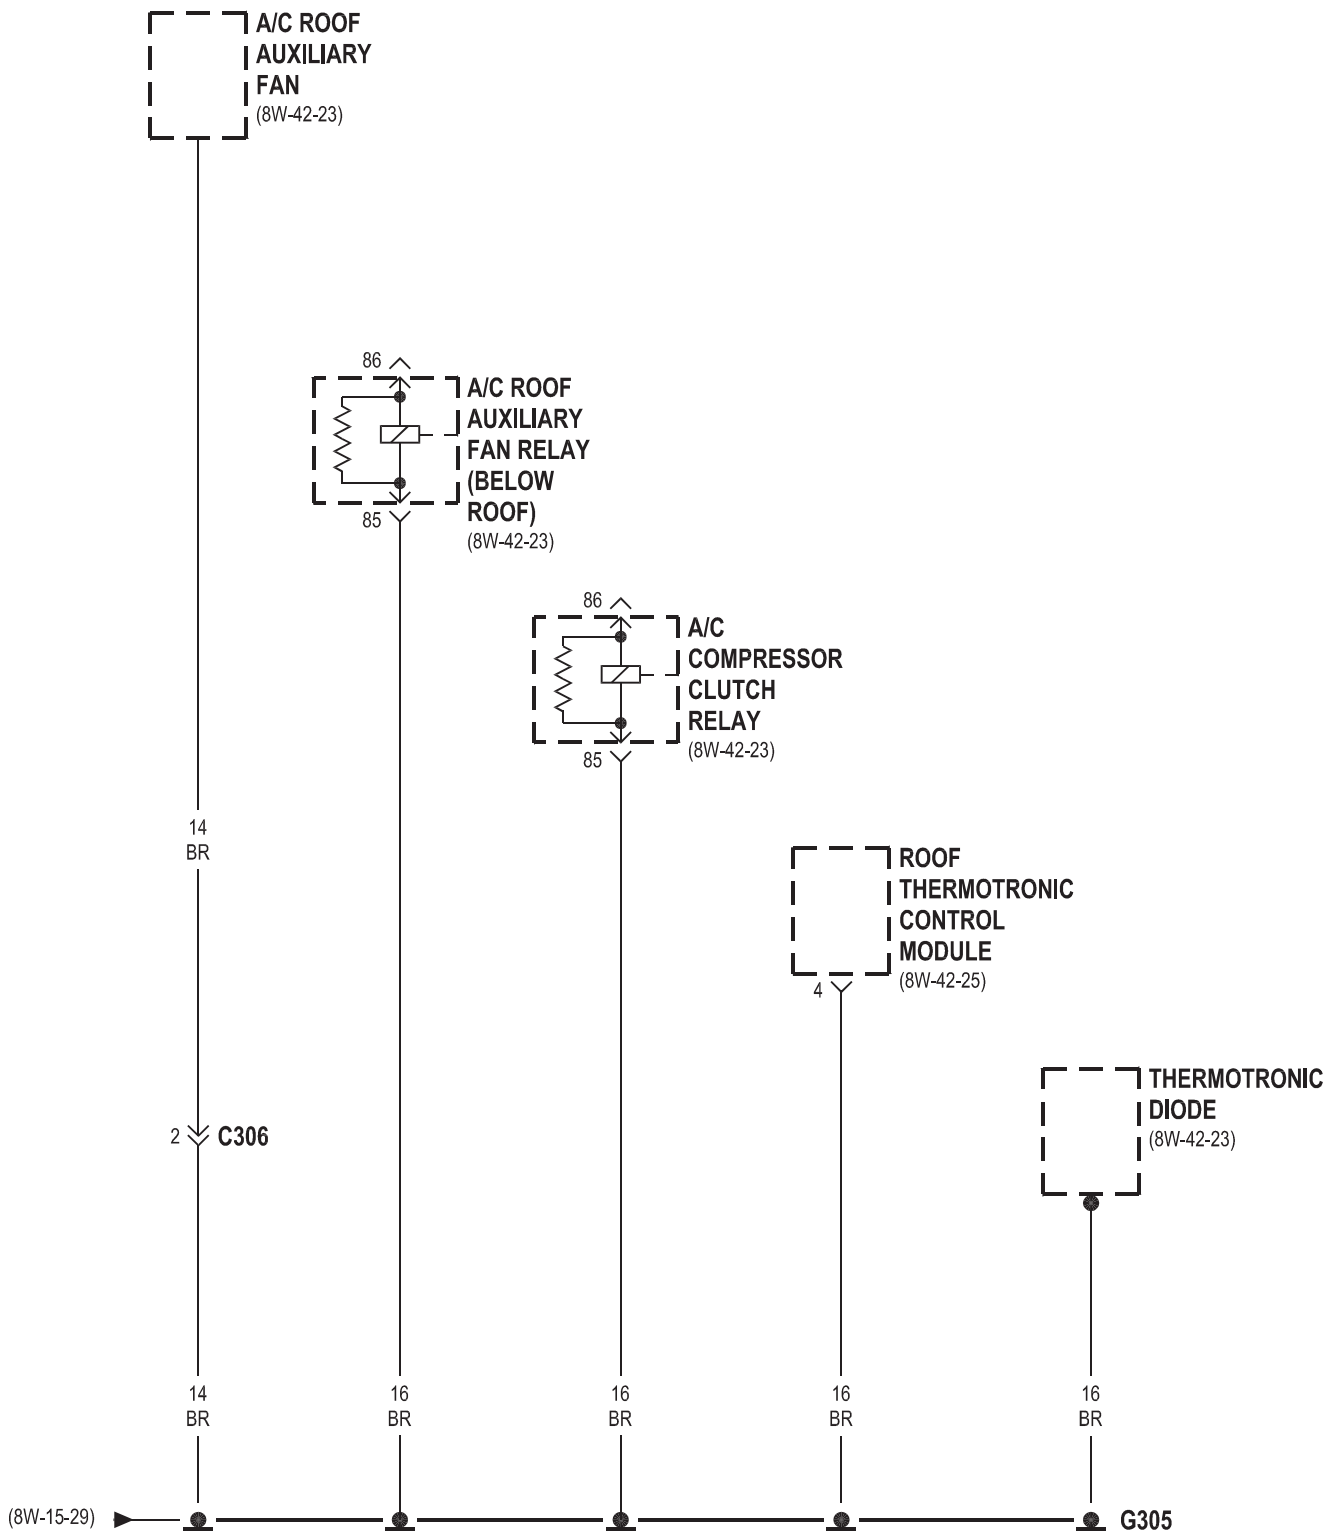 A/C ROOF
AUXILIARY
FAN
(8W-42-23)
86
A/C ROOF
AUXILIARY
FAN RELAY
(BELOW
ROOF)
(8W-42-23)
85
86
A/C
COMPRESSOR
CLUTCH
RELAY
(8W-42-23)
85
14
BR
ROOF
THERMOTRONIC
CONTROL
MODULE
(8W-42-25)
4
THERMOTRONIC
DIODE
(8W-42-23)
2 C306
14
BR
16
BR
16
BR
16
BR
16
BR
(8W-15-29)
G305